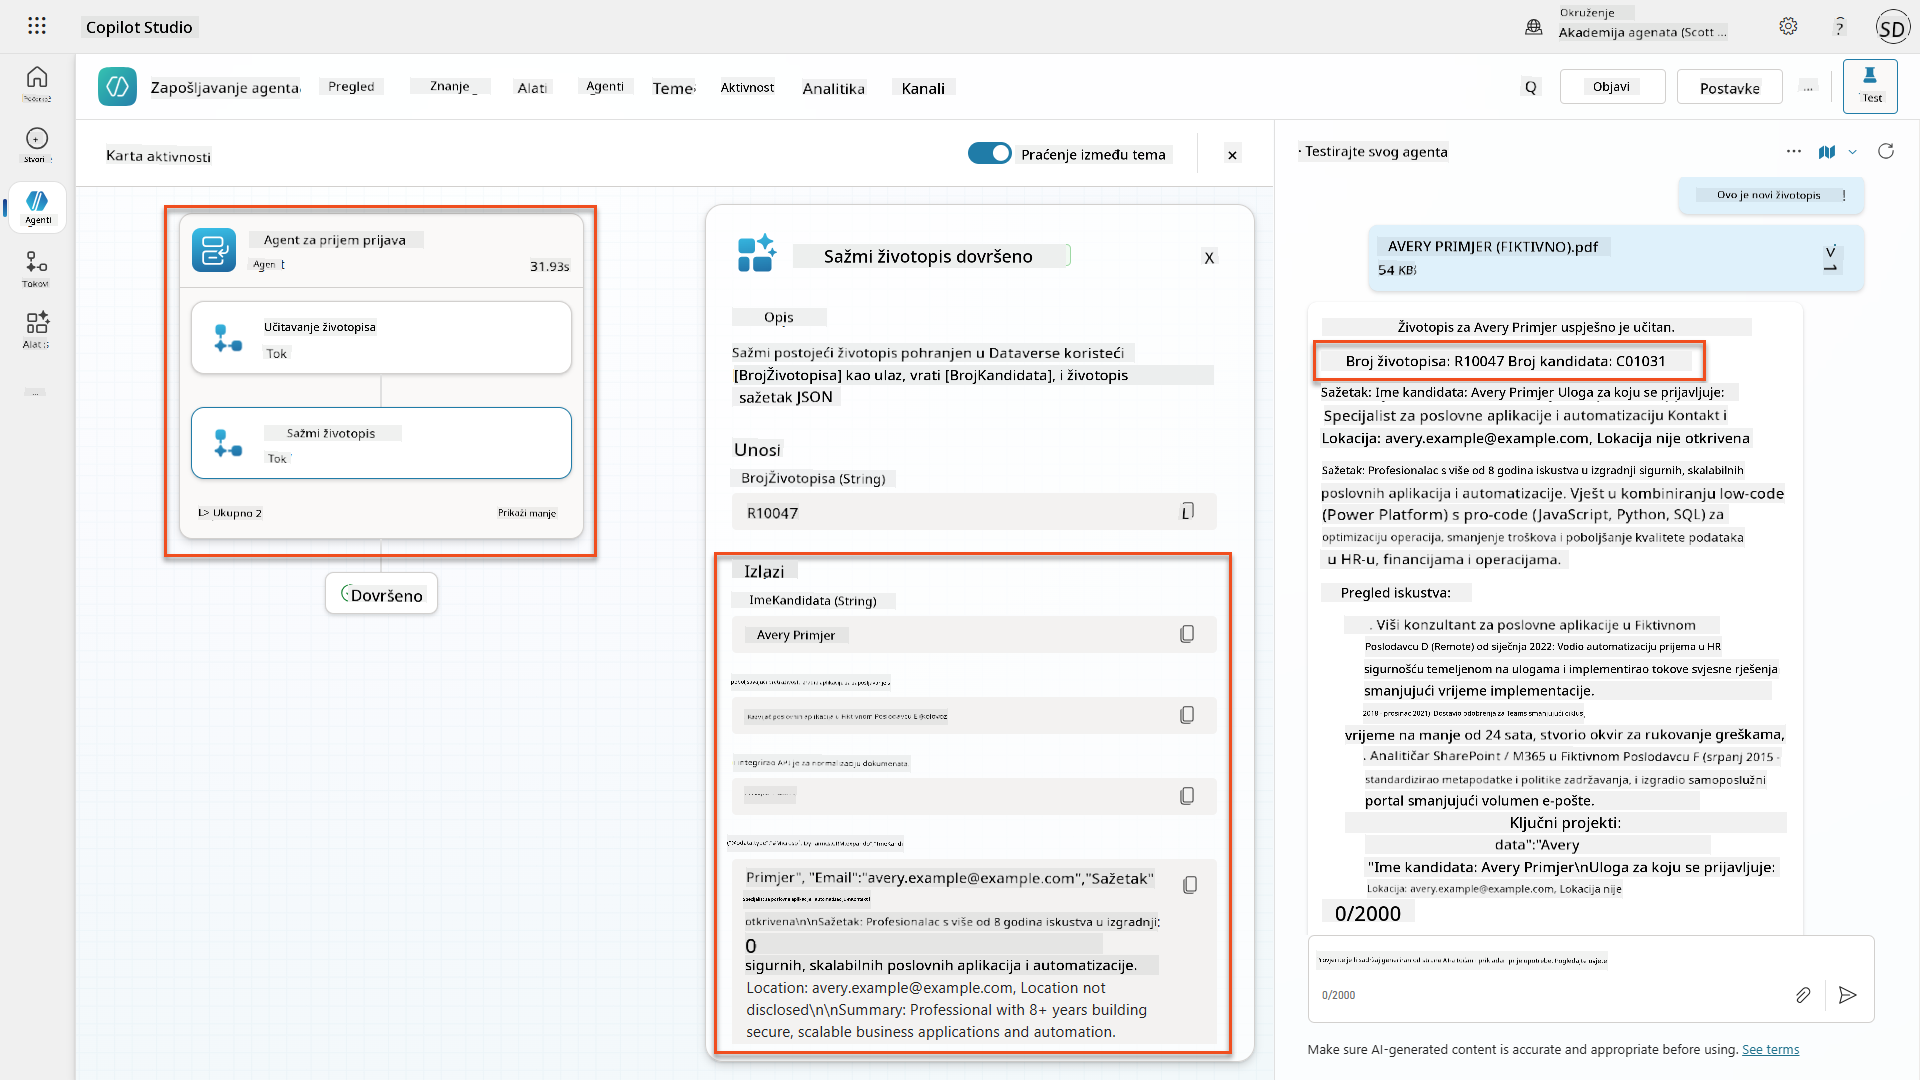 Copilot Studio
Okruženje
Akademija agenata (Scott ...
SD
Zapošljavanje agenta
Pregled
Znanje
Alati
Agenti
Teme
Aktivnost
Analitika
Kanali
Objavi
Postavke
...
Test
Stvori
Agenti
Tokovi
Alati
Karta aktivnosti
Praćenje između tema
Agent za prijem prijava
Agent
31.93s
Učitavanje životopisa
Tok
Sažmi životopis
Tok
Ukupno 2
Prikaži manje
Dovršeno
Sažmi životopis dovršeno
Opis
Sažmi postojeći životopis pohranjen u Dataverse koristeći
[BrojŽivotopisa] kao ulaz, vrati [BrojKandidata], i životopis
sažetak JSON
Unosi
BrojŽivotopisa (String)
R10047
Izlazi
ImeKandidata (String)
Avery Primjer
i integrirao API-je za normalizaciju dokumenata.
Primjer", "Email":"avery.example@example.com","Sažetak"
otkrivena\n\nSažetak: Profesionalac s više od 8 godina iskustva u izgradnji:
0
sigurnih, skalabilnih poslovnih aplikacija i automatizacije.
Location: avery.example@example.com, Location not
disclosed\n\nSummary: Professional with 8+ years building
secure, scalable business applications and automation.
Testirajte svog agenta
Ovo je novi životopis !
AVERY PRIMJER (FIKTIVNO).pdf
54 KB
Životopis za Avery Primjer uspješno je učitan.
Broj životopisa: R10047 Broj kandidata: C01031
Sažetak: Ime kandidata: Avery Primjer Uloga za koju se prijavljuje:
Specijalist za poslovne aplikacije i automatizaciju Kontakt i
Lokacija: avery.example@example.com, Lokacija nije otkrivena
Sažetak: Profesionalac s više od 8 godina iskustva u izgradnji sigurnih, skalabilnih
poslovnih aplikacija i automatizacije. Vješt u kombiniranju low-code
(Power Platform) s pro-code (JavaScript, Python, SQL) za
optimizaciju operacija, smanjenje troškova i poboljšanje kvalitete podataka
u HR-u, financijama i operacijama.
Pregled iskustva:
. Viši konzultant za poslovne aplikacije u Fiktivnom
Poslodavcu D (Remote) od siječnja 2022: Vodio automatizaciju prijema u HR
sigurnošću temeljenom na ulogama i implementirao tokove svjesne rješenja
smanjujući vrijeme implementacije.
2018 - prosinac 2021): Dostavio odobrenja za Teams smanjujući ciklus
vrijeme na manje od 24 sata, stvorio okvir za rukovanje greškama,
. Analitičar SharePoint / M365 u Fiktivnom Poslodavcu F (srpanj 2015 -
standardizirao metapodatke i politike zadržavanja, i izgradio samoposlužni
portal smanjujući volumen e-pošte.
Ključni projekti:
data":"Avery
"Ime kandidata: Avery Primjer\nUloga za koju se prijavljuje:
Lokacija: avery.example@example.com, Lokacija nije
0/2000
0/2000
Make sure AI-generated content is accurate and appropriate before using. See terms